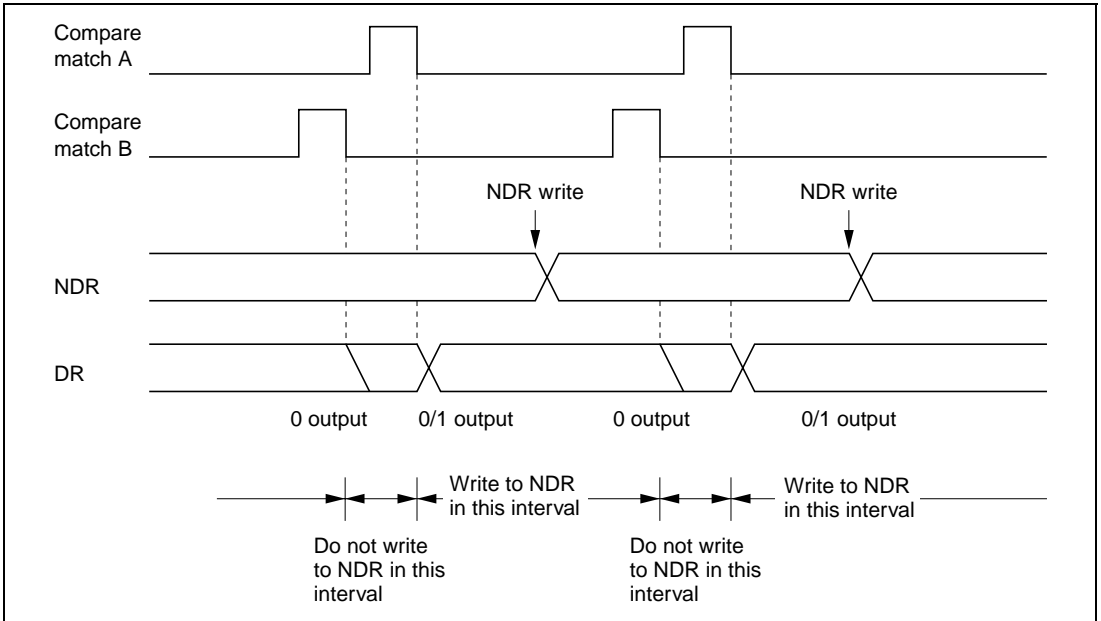 Compare
match A
Compare
match B
NDR write
NDR write
NDR
DR
0 output
0/1 output
0 output
0/1 output
Write to NDR
in this interval
Write to NDR
in this interval
Do not write
to NDR in this
interval
Do not write
to NDR in this
interval